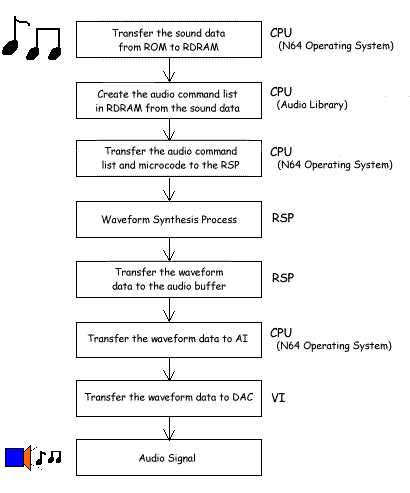 Transfer the sound data
from ROM to RDRAM
CPU
(N64 Operating System)
Create the audio command list
in RDRAM from the sound data
CPU
(Audio Library)
Transfer the audio command
list and microcode to the RSP
CPU
(N64 Operating System)
Waveform Synthesis Process
RSP
Transfer the waveform
data to the audio buffer
RSP
Transfer the waveform data to AI
CPU
(N64 Operating System)
Transfer the waveform data to DAC
VI
Audio Signal